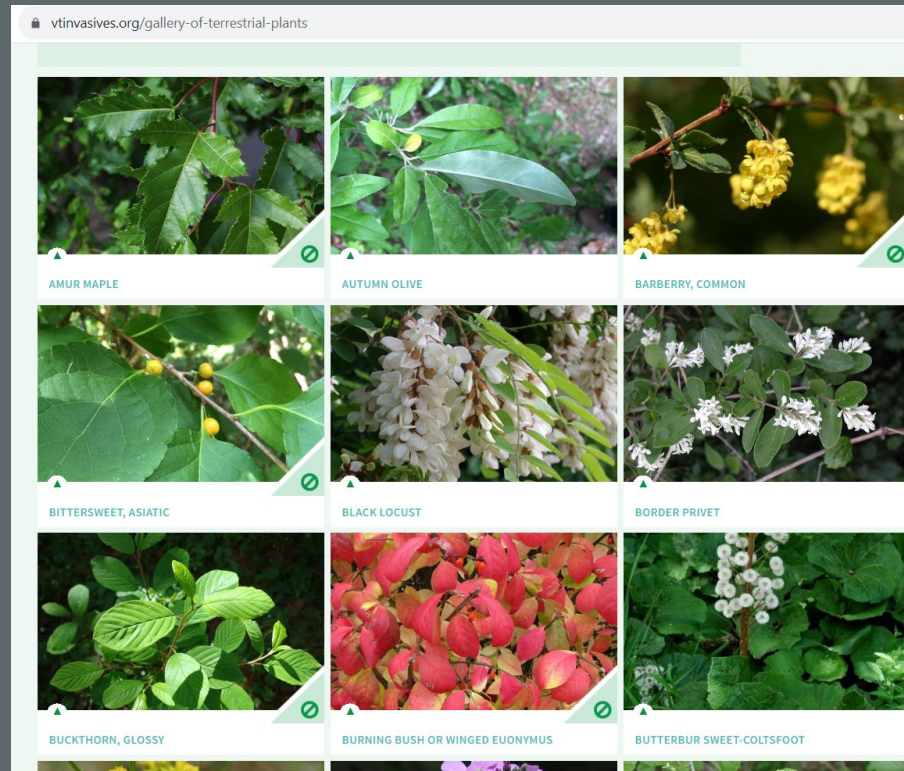 vtinvasives.org/gallery-of-terrestrial-plants
AMUR MAPLE
AUTUMN OLIVE
BARBERRY, COMMON
BITTERSWEET, ASIATIC
BLACK LOCUST
BORDER PRIVET
BUCKTHORN, GLOSSY
BURNING BUSH OR WINGED EUONYMUS
BUTTERBUR SWEET-COLTSFOOT